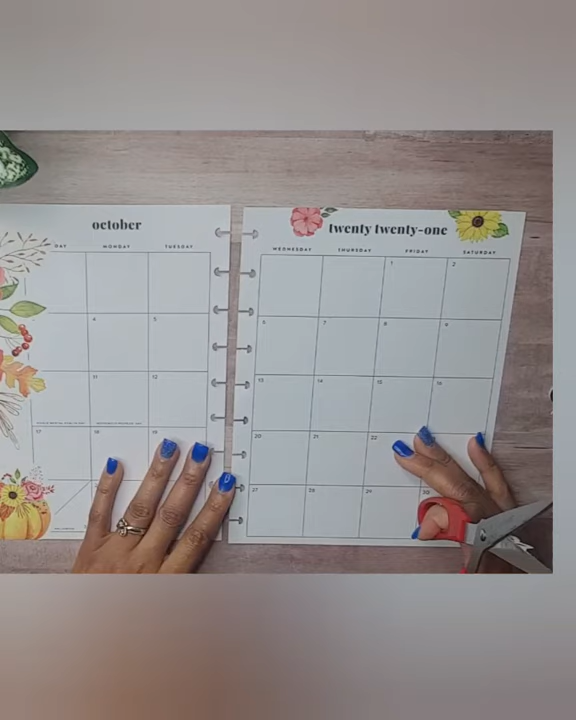 october
twenty twenty-one
DAY MONDAY TUESDAY
WEDNESDAY THURSDAY FRIDAY SATURDAY
1 2
4 5
6 7 8 9
11 12
13 14 15 16
17 18 19
20 21 22
27 28 29 30